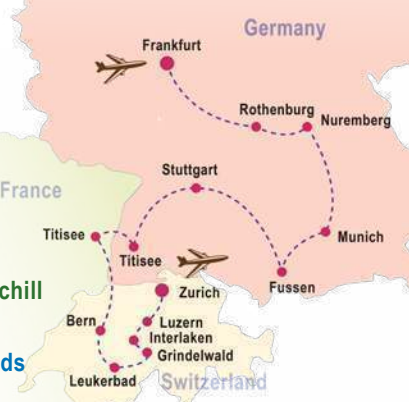 Germany
Frankfurt
Rothenburg
Nuremberg
Stuttgart
France
Titisee
Titisee
Munich
Fussen
Zurich
chill
Bern
Luzern
Interlaken
Grindelwald
ds
Leukerbad
Switzerland